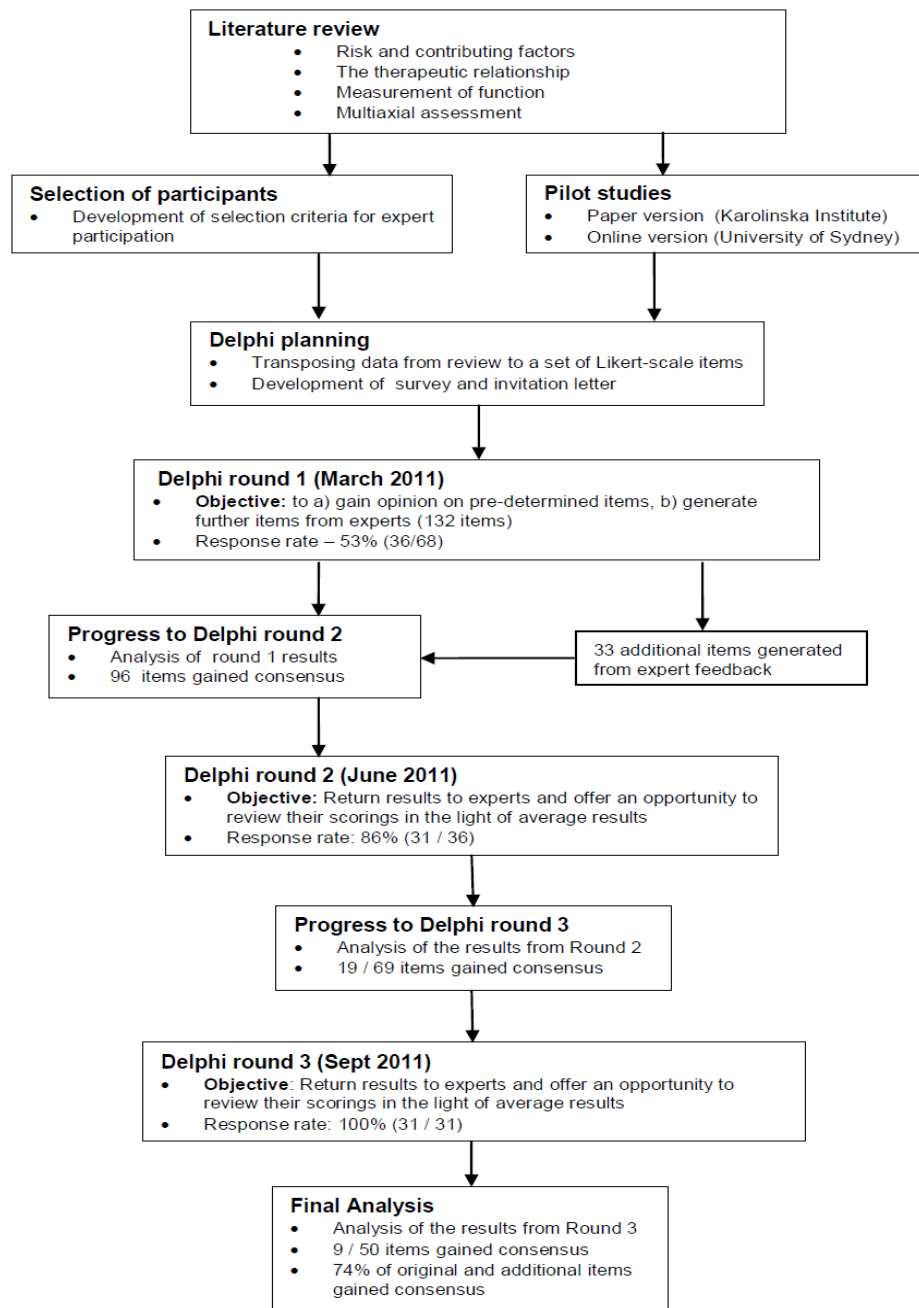 Literature review
• Risk and contributing factors
• The therapeutic relationship
• Measurement of function
• Multiaxial assessment
Selection of participants
• Development of selection criteria for expert
participation
Pilot studies
• Paper version (Karolinska Institute)
• Online version (University of Sydney)
Delphi planning
• Transposing data from review to a set of Likert-scale items
• Development of survey and invitation letter
Delphi round 1 (March 2011)
• Objective: to a) gain opinion on pre-determined items, b) generate
further items from experts (132 items)
• Response rate – 53% (36/68)
Progress to Delphi round 2
• Analysis of round 1 results
• 96 items gained consensus
33 additional items generated
from expert feedback
Delphi round 2 (June 2011)
• Objective: Return results to experts and offer an opportunity to
review their scorings in the light of average results
• Response rate: 86% (31 / 36)
Progress to Delphi round 3
• Analysis of the results from Round 2
• 19 / 69 items gained consensus
Delphi round 3 (Sept 2011)
• Objective: Return results to experts and offer an opportunity to
review their scorings in the light of average results
• Response rate: 100% (31 / 31)
Final Analysis
• Analysis of the results from Round 3
• 9 / 50 items gained consensus
• 74% of original and additional items
gained consensus